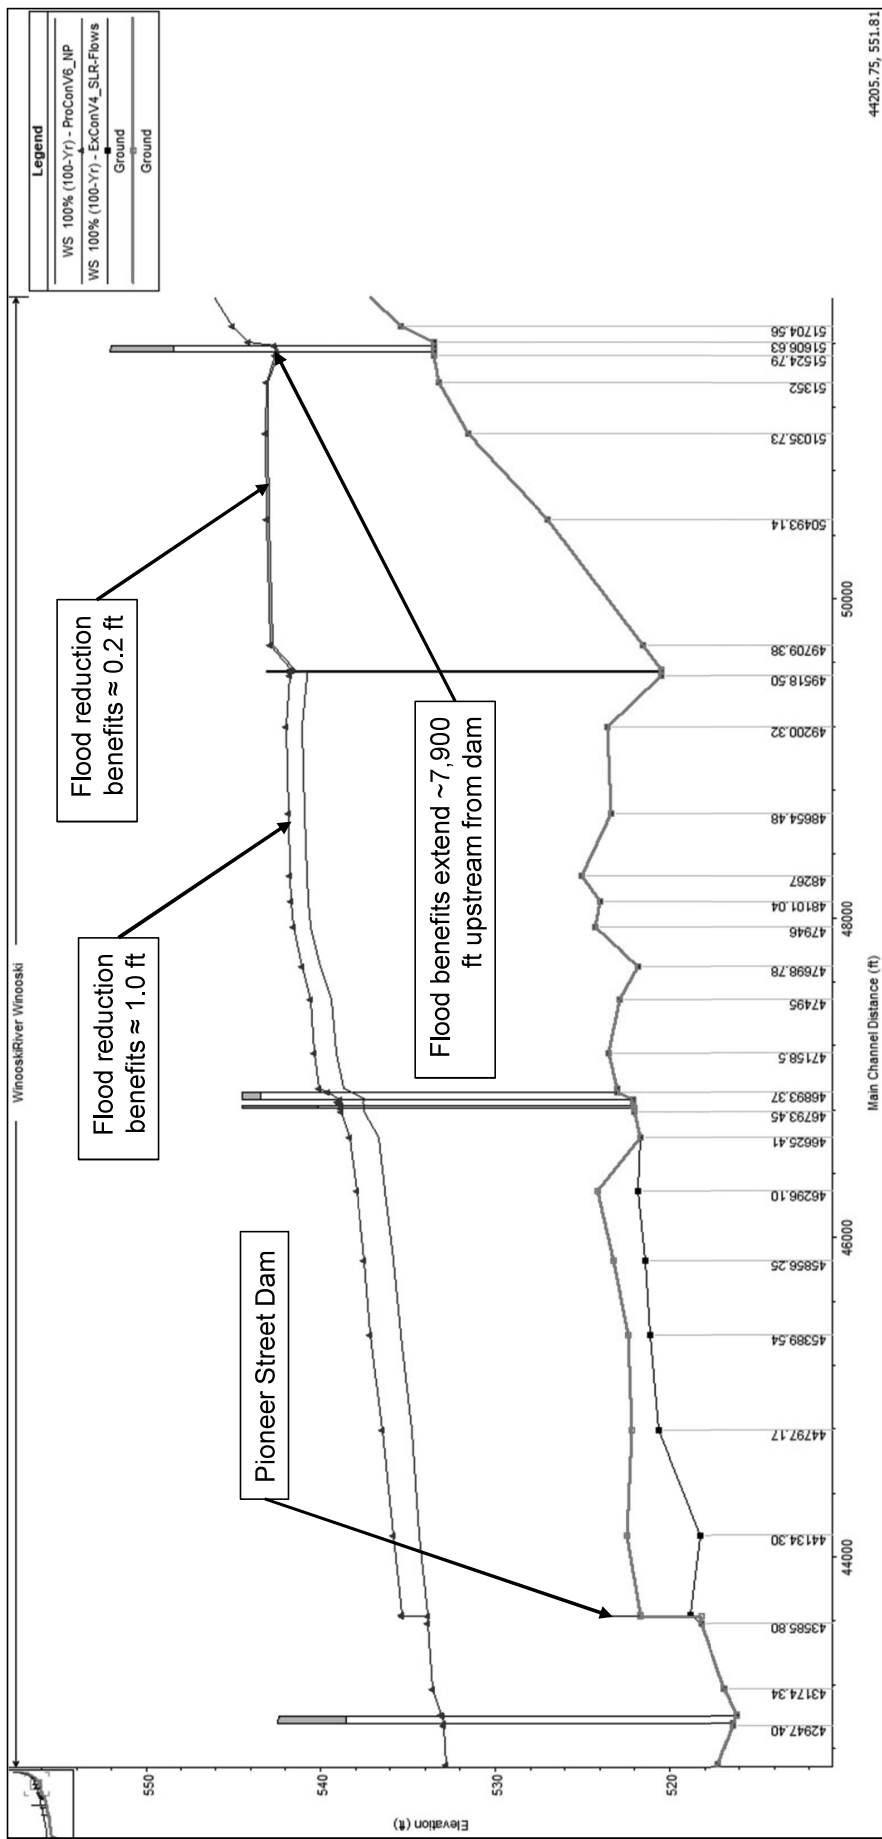 WinooskiRiver Winooski
Legend
WS 100% (100-Yr) - ProConV6_NP
WS 100% (100-Yr) - ExConV4_SLR-Flows
Ground
Ground
Flood reduction
benefits ≈ 0.2 ft
Flood reduction
benefits ≈ 1.0 ft
Pioneer Street Dam
Flood benefits extend ~7,900
ft upstream from dam
Elevation (ft)
550
540
530
520
42947.40
43174.34
43585.80
44134.30
44797.17
45389.54
45856.25
46296.10
46625.41
46793.45
46893.37
47158.5
47495
47698.78
47946
48101.04
48267
48654.48
49200.32
49518.50
49709.38
50493.14
51035.73
51352
51524.79
51606.63
51704.56
44000
46000
48000
50000
Main Channel Distance (ft)
44205.75, 551.81